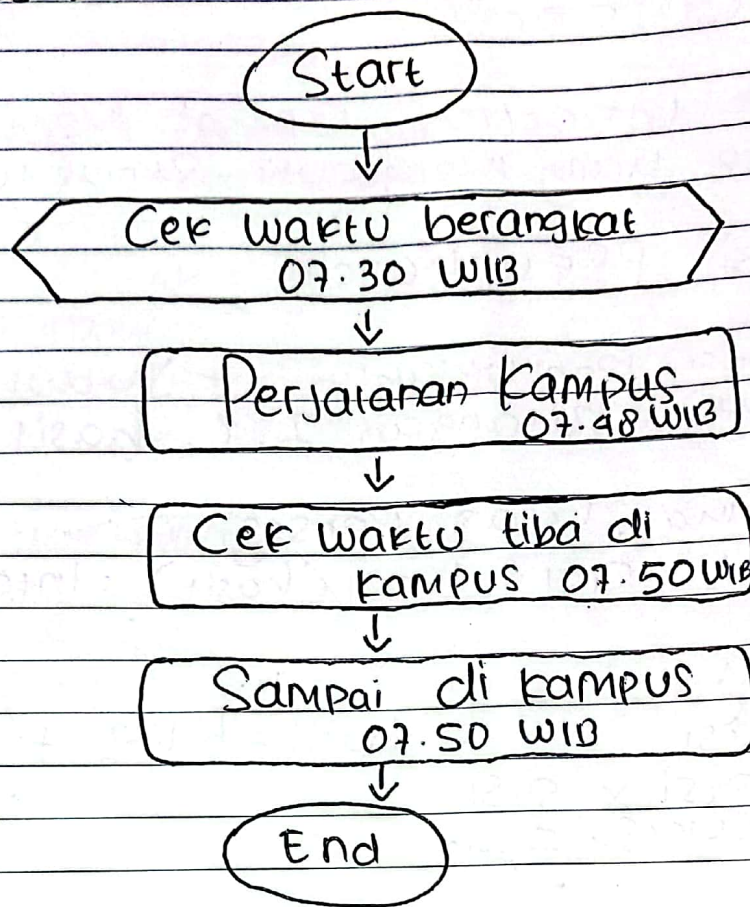 Start
Cek waktu berangkat
07.30 WIB
Perjalanan Kampus
07.48 WIB
Cek waktu tiba di
kampus 07.50 WIB
Sampai di kampus
07.50 WIB
End